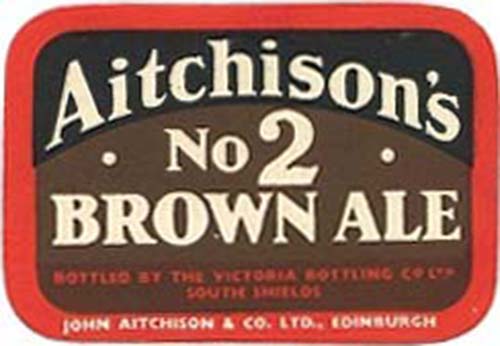 Aitchison's
No 2
BROWN ALE
BOTTLED BY THE VICTORIA BOTTLING CO LTD
SOUTH SHIELDS
JOHN AITCHISON & CO. LTD., EDINBURGH